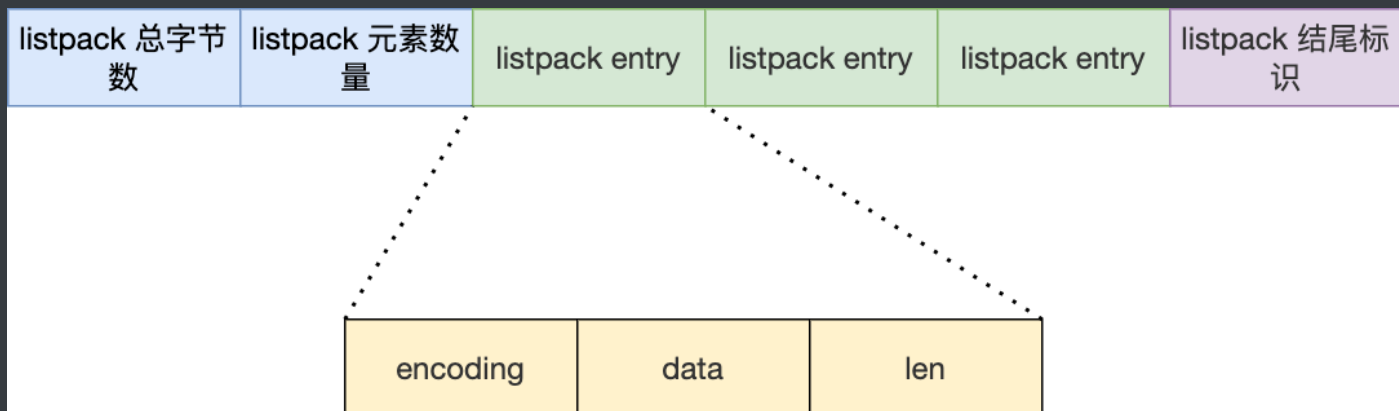 listpack 总字节
数
listpack 元素数
量
listpack entry
listpack entry
listpack entry
listpack 结尾标
识
encoding
data
len